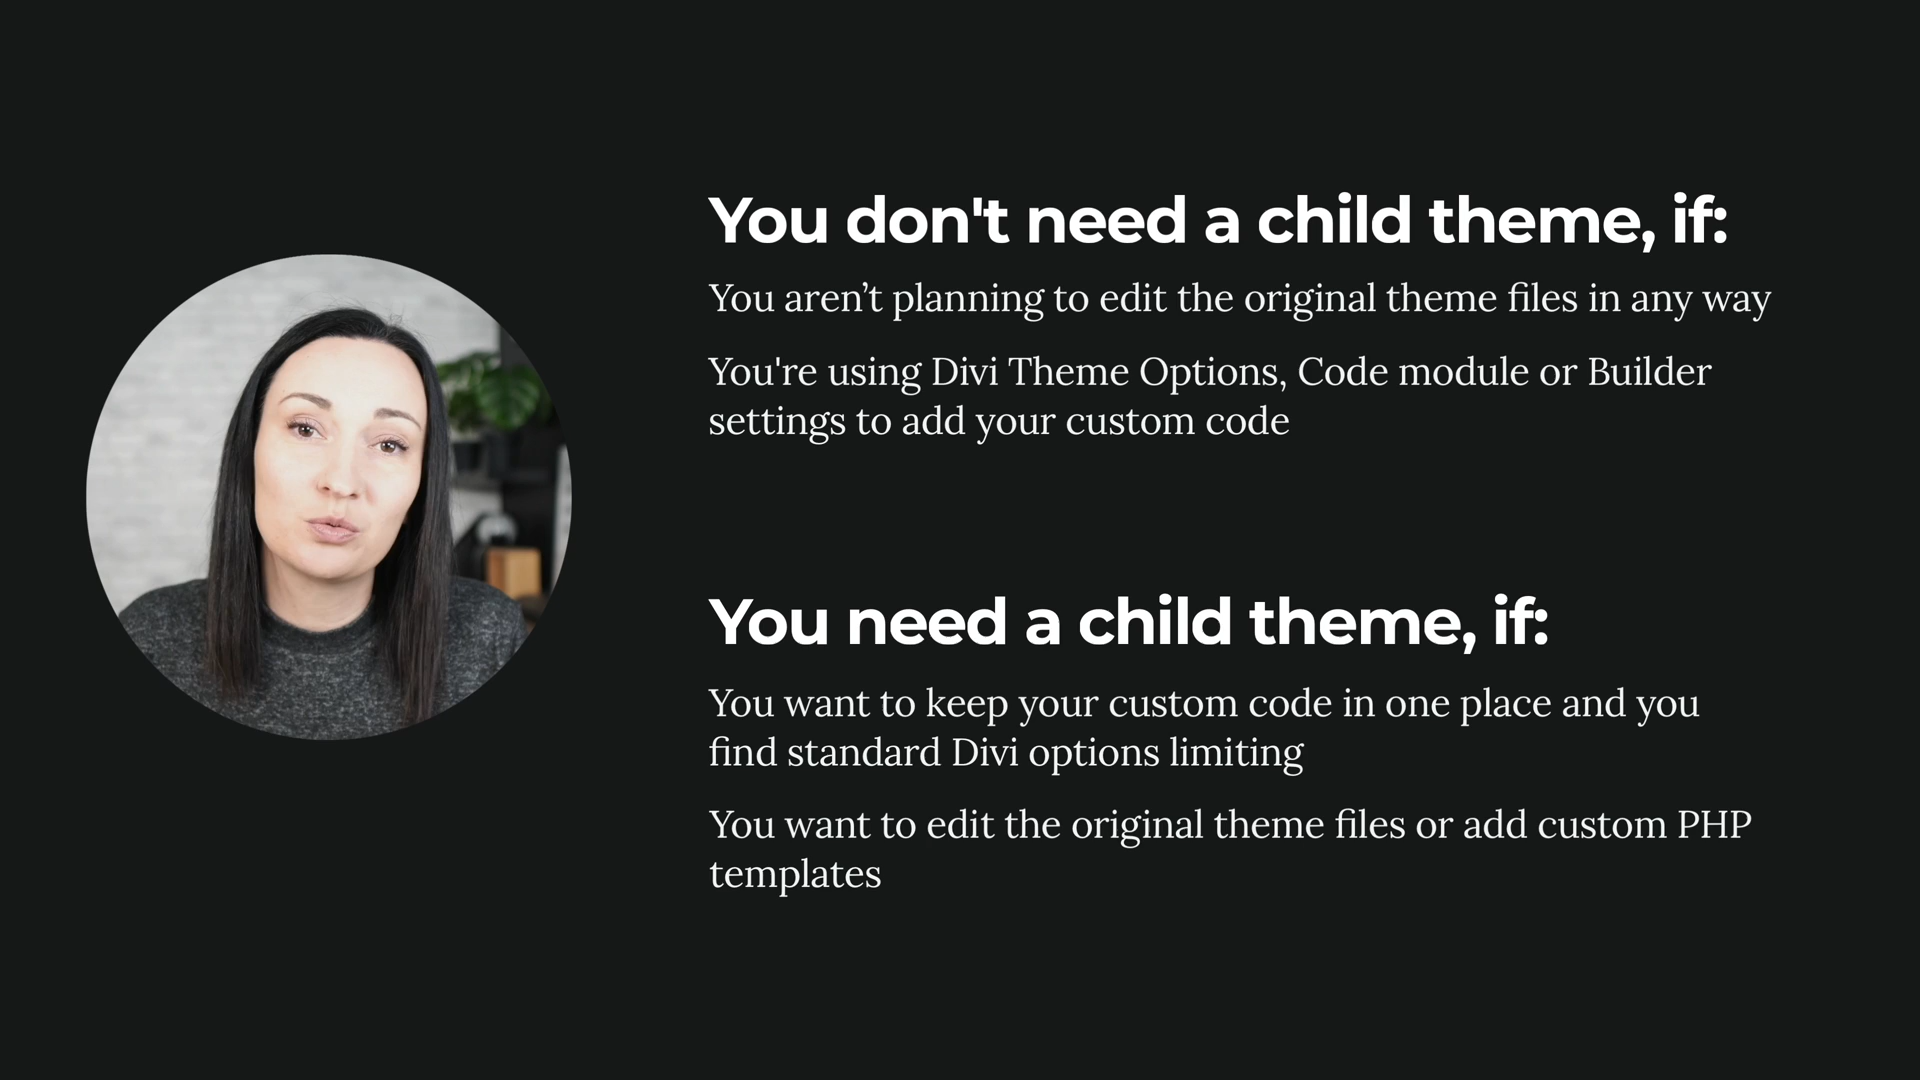 You don't need a child theme, if:
You aren’t planning to edit the original theme files in any way
You're using Divi Theme Options, Code module or Builder
settings to add your custom code
You need a child theme, if:
You want to keep your custom code in one place and you
find standard Divi options limiting
You want to edit the original theme files or add custom PHP
templates